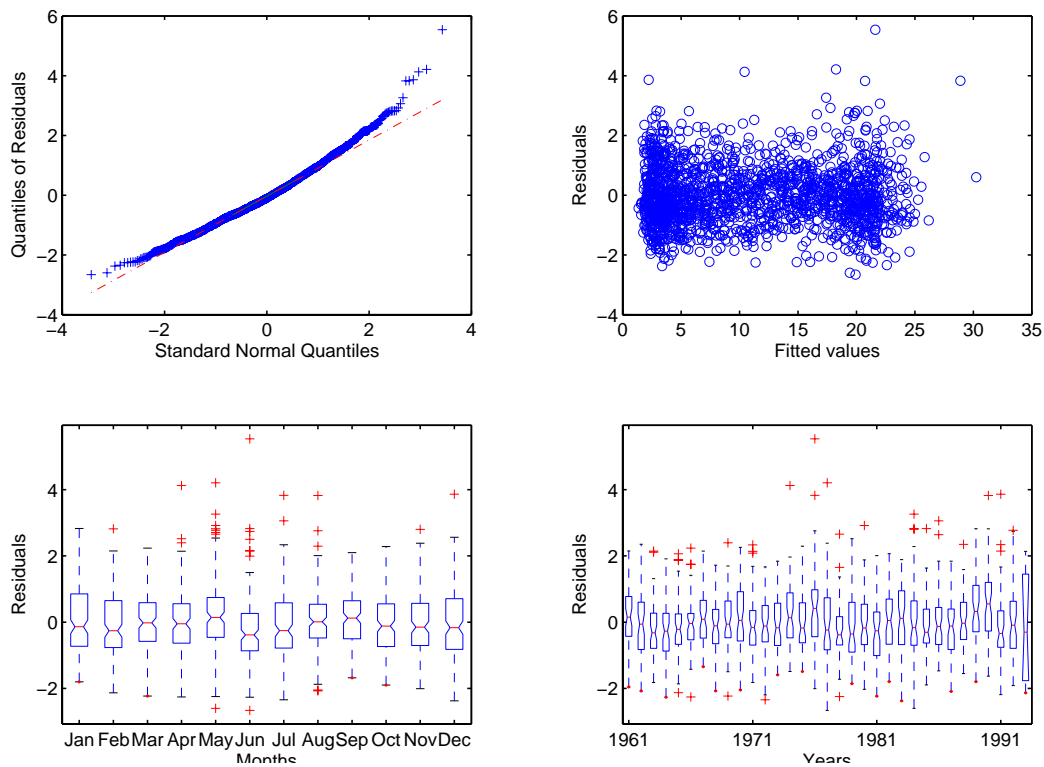 6
4
2
0
−2
−4
Quantiles of Residuals
−4 −2 0 2 4
Standard Normal Quantiles
6
4
2
0
−2
−4
Residuals
0 5 10 15 20 25 30 35
Fitted values
4
2
0
−2
Residuals
Jan Feb Mar Apr May Jun Jul Aug Sep Oct Nov Dec
Months
4
2
0
−2
Residuals
1961 1971 1981 1991
Years